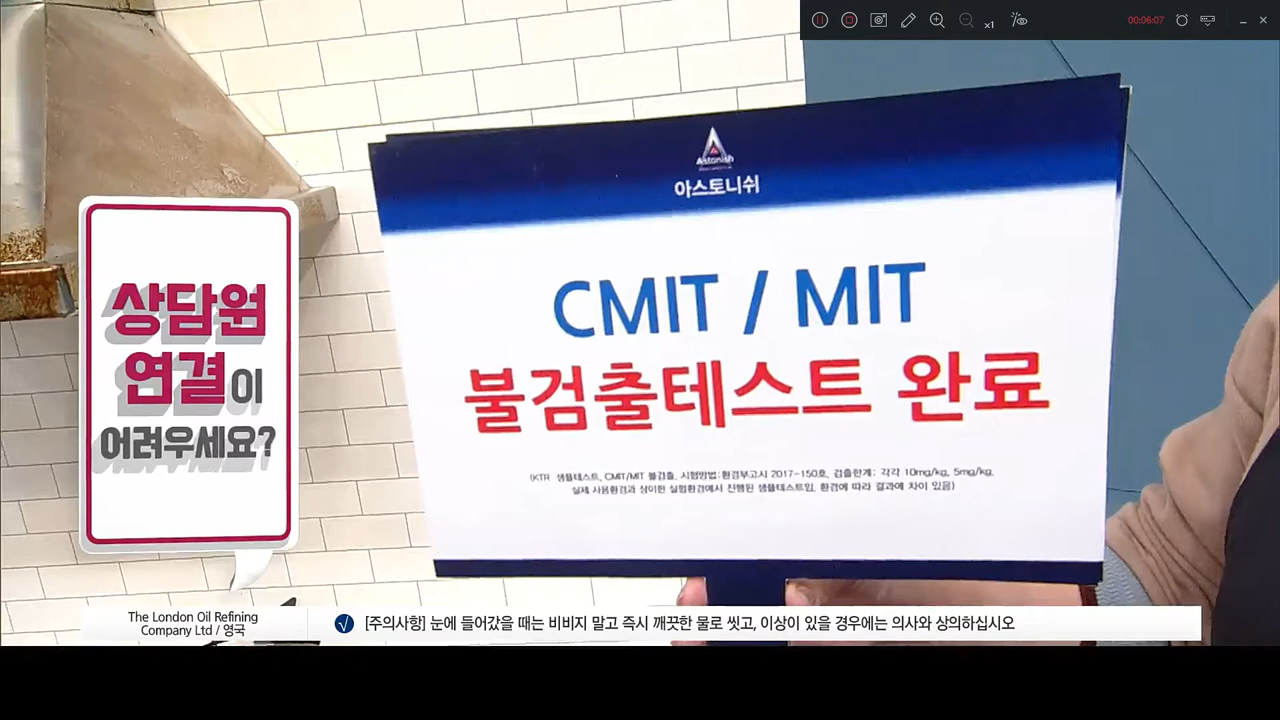 x1
00:06:07
Astonish
아스토니쉬
CMIT / MIT
불검출테스트 완료
(KTR 샘플테스트, CMIT/MIT 불검출, 시험방법:환경부고시 2017-150호, 검출한계: 각각 10mg/kg, 5mg/kg,
실제 사용환경과 상이한 실험환경에서 진행된 샘플테스트임, 환경에 따라 결과에 차이 있음)
상담원
연결이
어려우세요?
The London Oil Refining
Company Ltd / 영국
[주의사항] 눈에 들어갔을 때는 비비지 말고 즉시 깨끗한 물로 씻고, 이상이 있을 경우에는 의사와 상의하십시오